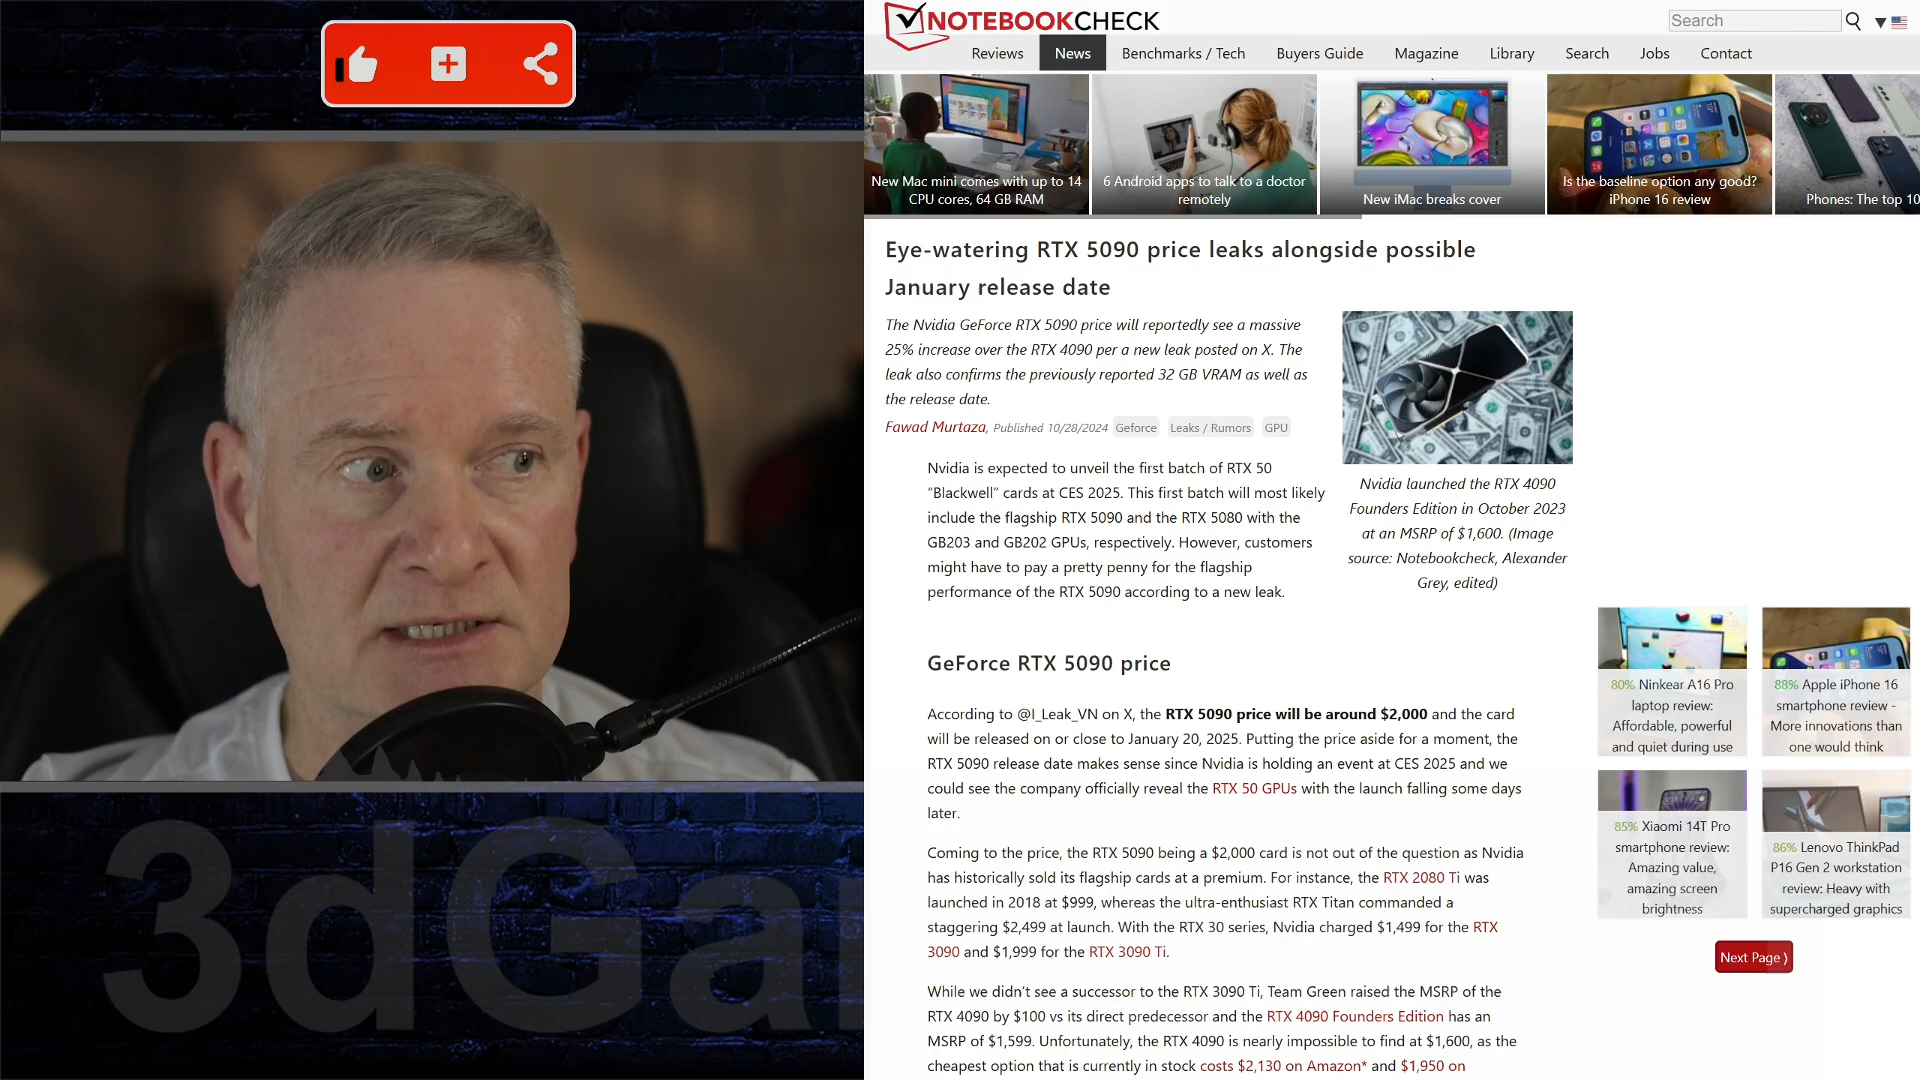 NOTEBOOKCHECK
Search
Reviews
News
Benchmarks / Tech
Buyers Guide
Magazine
Library
Search
Jobs
Contact
New Mac mini comes with up to 14
CPU cores, 64 GB RAM
6 Android apps to talk to a doctor
remotely
New iMac breaks cover
Is the baseline option any good?
iPhone 16 review
Phones: The top 10
Eye-watering RTX 5090 price leaks alongside possible
January release date
The Nvidia GeForce RTX 5090 price will reportedly see a massive
25% increase over the RTX 4090 per a new leak posted on X. The
leak also confirms the previously reported 32 GB VRAM as well as
the release date.
Fawad Murtaza, Published 10/28/2024 Geforce Leaks / Rumors GPU
Nvidia is expected to unveil the first batch of RTX 50
“Blackwell” cards at CES 2025. This first batch will most likely
include the flagship RTX 5090 and the RTX 5080 with the
GB203 and GB202 GPUs, respectively. However, customers
might have to pay a pretty penny for the flagship
performance of the RTX 5090 according to a new leak.
Nvidia launched the RTX 4090
Founders Edition in October 2023
at an MSRP of $1,600. (Image
source: Notebookcheck, Alexander
Grey, edited)
GeForce RTX 5090 price
According to @I_Leak_VN on X, the RTX 5090 price will be around $2,000 and the card
will be released on or close to January 20, 2025. Putting the price aside for a moment, the
RTX 5090 release date makes sense since Nvidia is holding an event at CES 2025 and we
could see the company officially reveal the RTX 50 GPUs with the launch falling some days
later.
Coming to the price, the RTX 5090 being a $2,000 card is not out of the question as Nvidia
has historically sold its flagship cards at a premium. For instance, the RTX 2080 Ti was
launched in 2018 at $999, whereas the ultra-enthusiast RTX Titan commanded a
staggering $2,499 at launch. With the RTX 30 series, Nvidia charged $1,499 for the RTX
3090 and $1,999 for the RTX 3090 Ti.
While we didn’t see a successor to the RTX 3090 Ti, Team Green raised the MSRP of the
RTX 4090 by $100 vs its direct predecessor and the RTX 4090 Founders Edition has an
MSRP of $1,599. Unfortunately, the RTX 4090 is nearly impossible to find at $1,600, as the
cheapest option that is currently in stock costs $2,130 on Amazon* and $1,950 on
80% Ninkear A16 Pro
laptop review:
Affordable, powerful
and quiet during use
88% Apple iPhone 16
smartphone review -
More innovations than
one would think
85% Xiaomi 14T Pro
smartphone review:
Amazing value,
amazing screen
brightness
86% Lenovo ThinkPad
P16 Gen 2 workstation
review: Heavy with
supercharged graphics
Next Page ⟩
3dGa